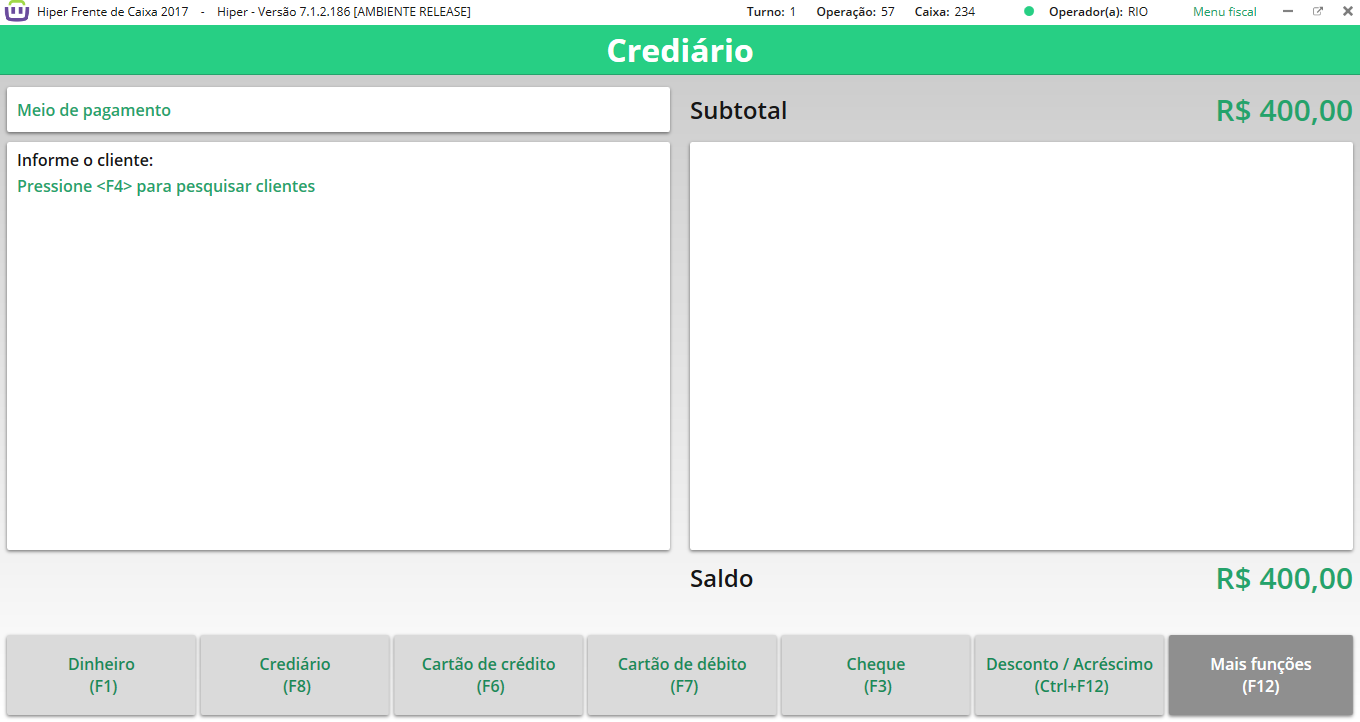 Hiper Frente de Caixa 2017 - Hiper - Versão 7.1.2.186 [AMBIENTE RELEASE] Turno: 1 Operação: 57 Caixa: 234 Operador(a): RIO Menu fiscal
Crediário
Meio de pagamento
Subtotal R$ 400,00
Informe o cliente:
Pressione <F4> para pesquisar clientes
Saldo R$ 400,00
Dinheiro
(F1)
Crediário
(F8)
Cartão de crédito
(F6)
Cartão de débito
(F7)
Cheque
(F3)
Desconto / Acréscimo
(Ctrl+F12)
Mais funções
(F12)